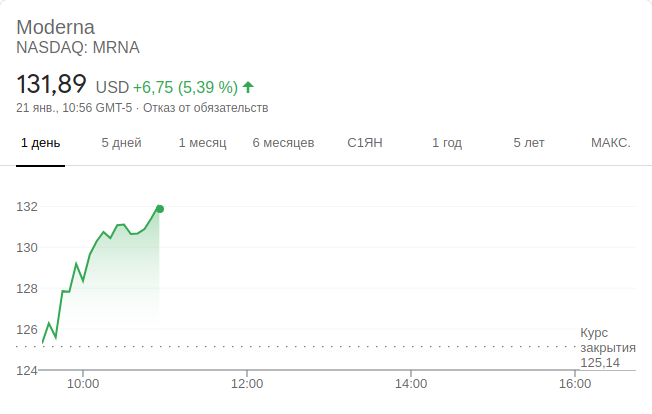 Moderna
NASDAQ: MRNA
131,89 USD +6,75 (5,39 %)
21 янв., 10:56 GMT-5 · Отказ от обязательств
1 день 5 дней 1 месяц 6 месяцев С1ЯН 1 год 5 лет МАКС.
132
130
128
126
Курс
закрытия
125,14
124
10:00 12:00 14:00 16:00